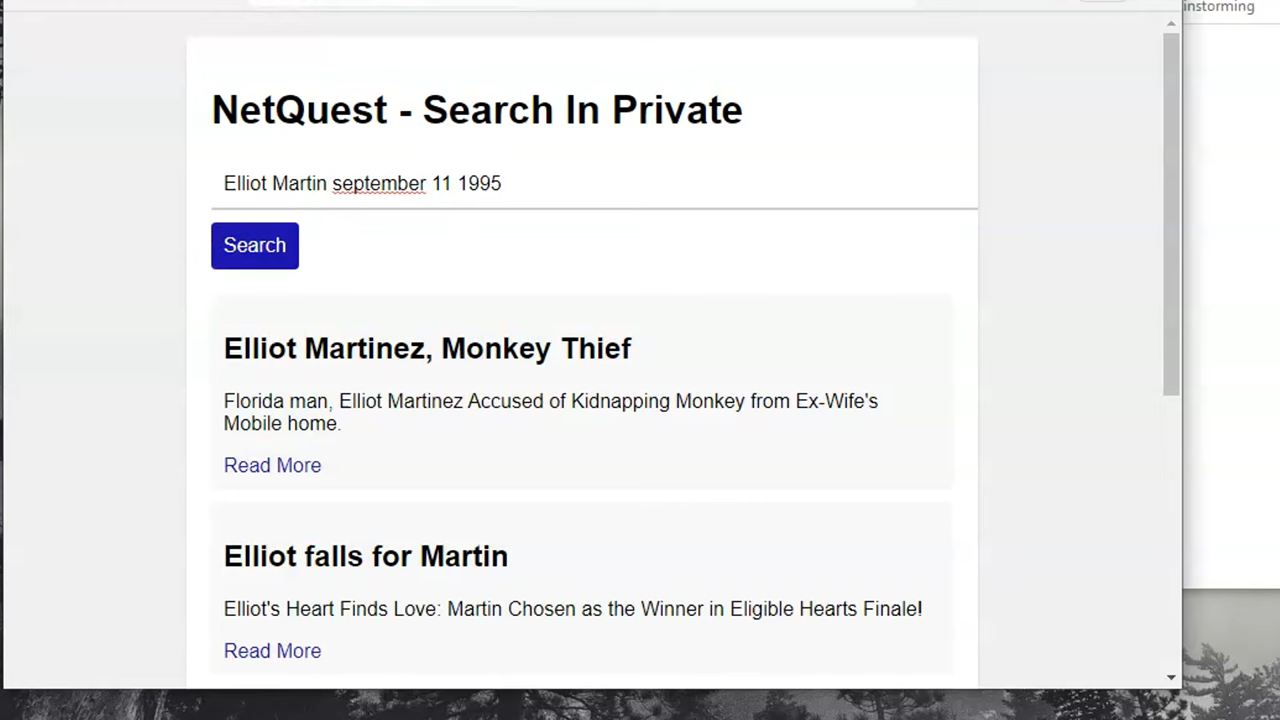 instorming
NetQuest - Search In Private
Elliot Martin september 11 1995
Search
Elliot Martinez, Monkey Thief
Florida man, Elliot Martinez Accused of Kidnapping Monkey from Ex-Wife's
Mobile home.
Read More
Elliot falls for Martin
Elliot's Heart Finds Love: Martin Chosen as the Winner in Eligible Hearts Finale!
Read More